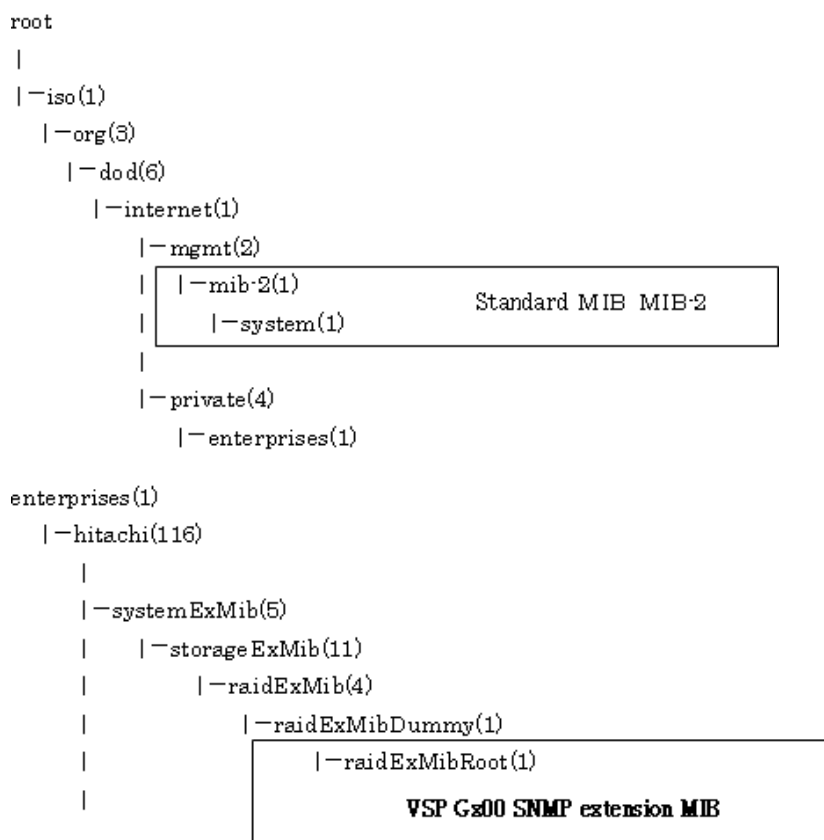 root
|
|—iso(1)
|—org(3)
|—dod(6)
|—internet(1)
|—mgmt(2)
| |—mib-2(1) Standard MIB MIB-2
| |—system(1)
|
|—private(4)
|—enterprises(1)
enterprises(1)
|—hitachi(116)
|
|—systemExMib(5)
| |—storageExMib(11)
| |—raidExMib(4)
| |—raidExMibDummy(1)
| |—raidExMibRoot(1)
| VSP Gx00 SNMP extension MIB